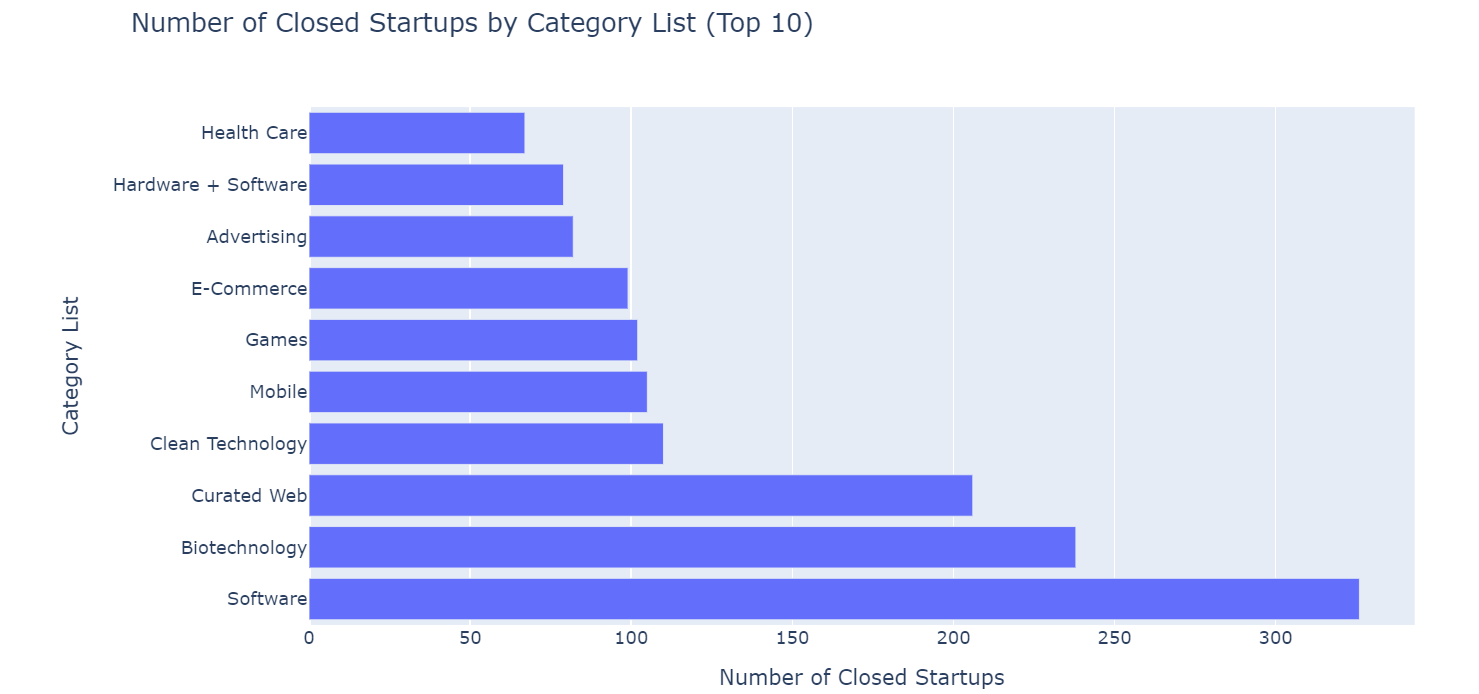 Number of Closed Startups by Category List (Top 10)
Category List
Health Care
Hardware + Software
Advertising
E-Commerce
Games
Mobile
Clean Technology
Curated Web
Biotechnology
Software
0 50 100 150 200 250 300
Number of Closed Startups